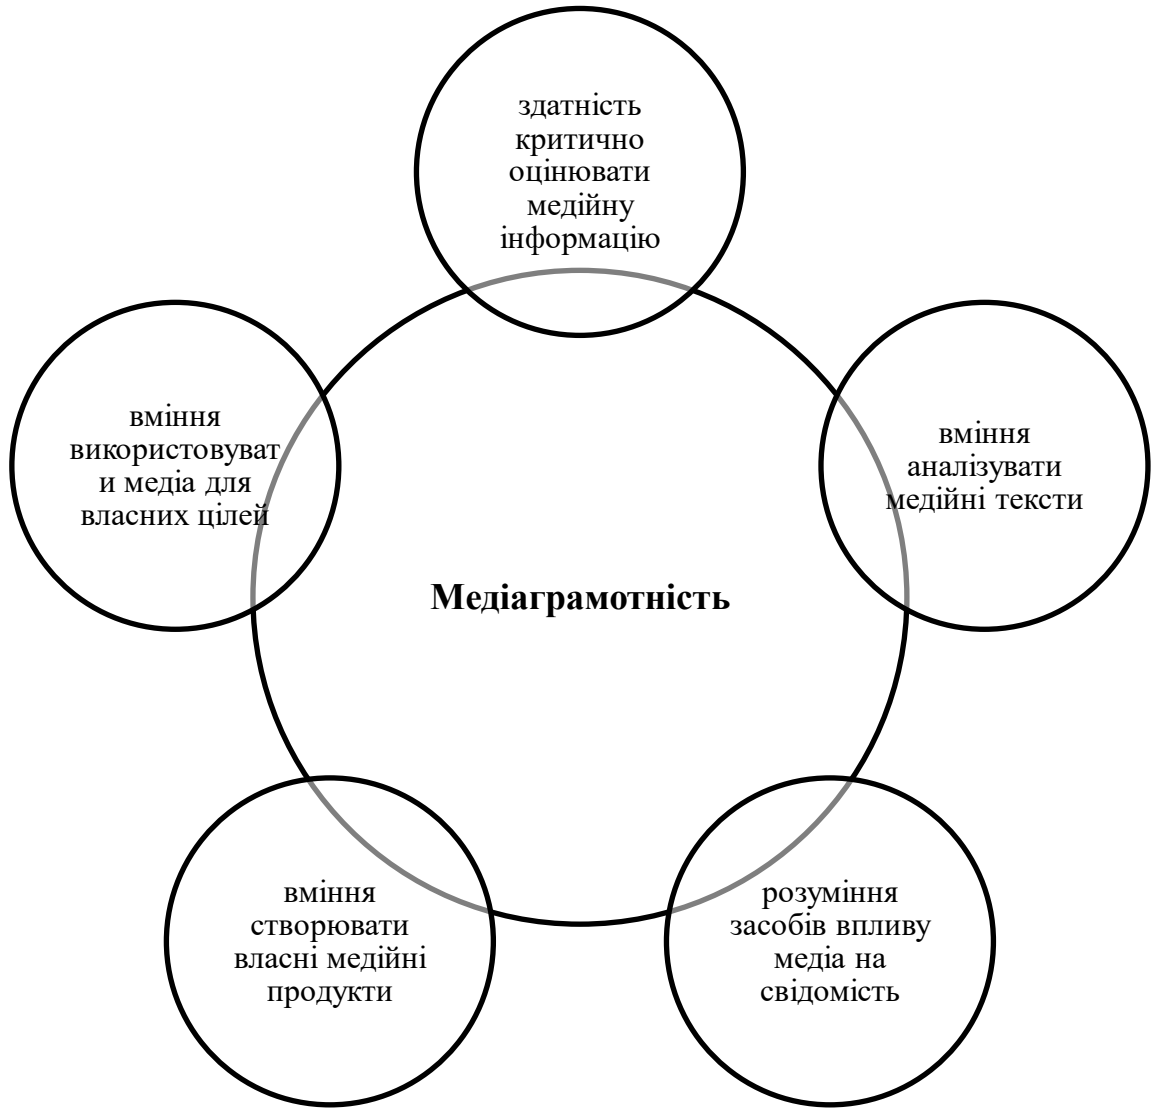 здатність
критично
оцінювати
медійну
інформацію
вміння
використовуват
и медіа для
власних цілей
вміння
аналізувати
медійні тексти
Медіаграмотність
вміння
створювати
власні медійні
продукти
розуміння
засобів впливу
медіа на
свідомість